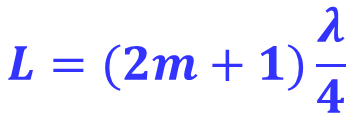 L = (2m + 1) λ/4